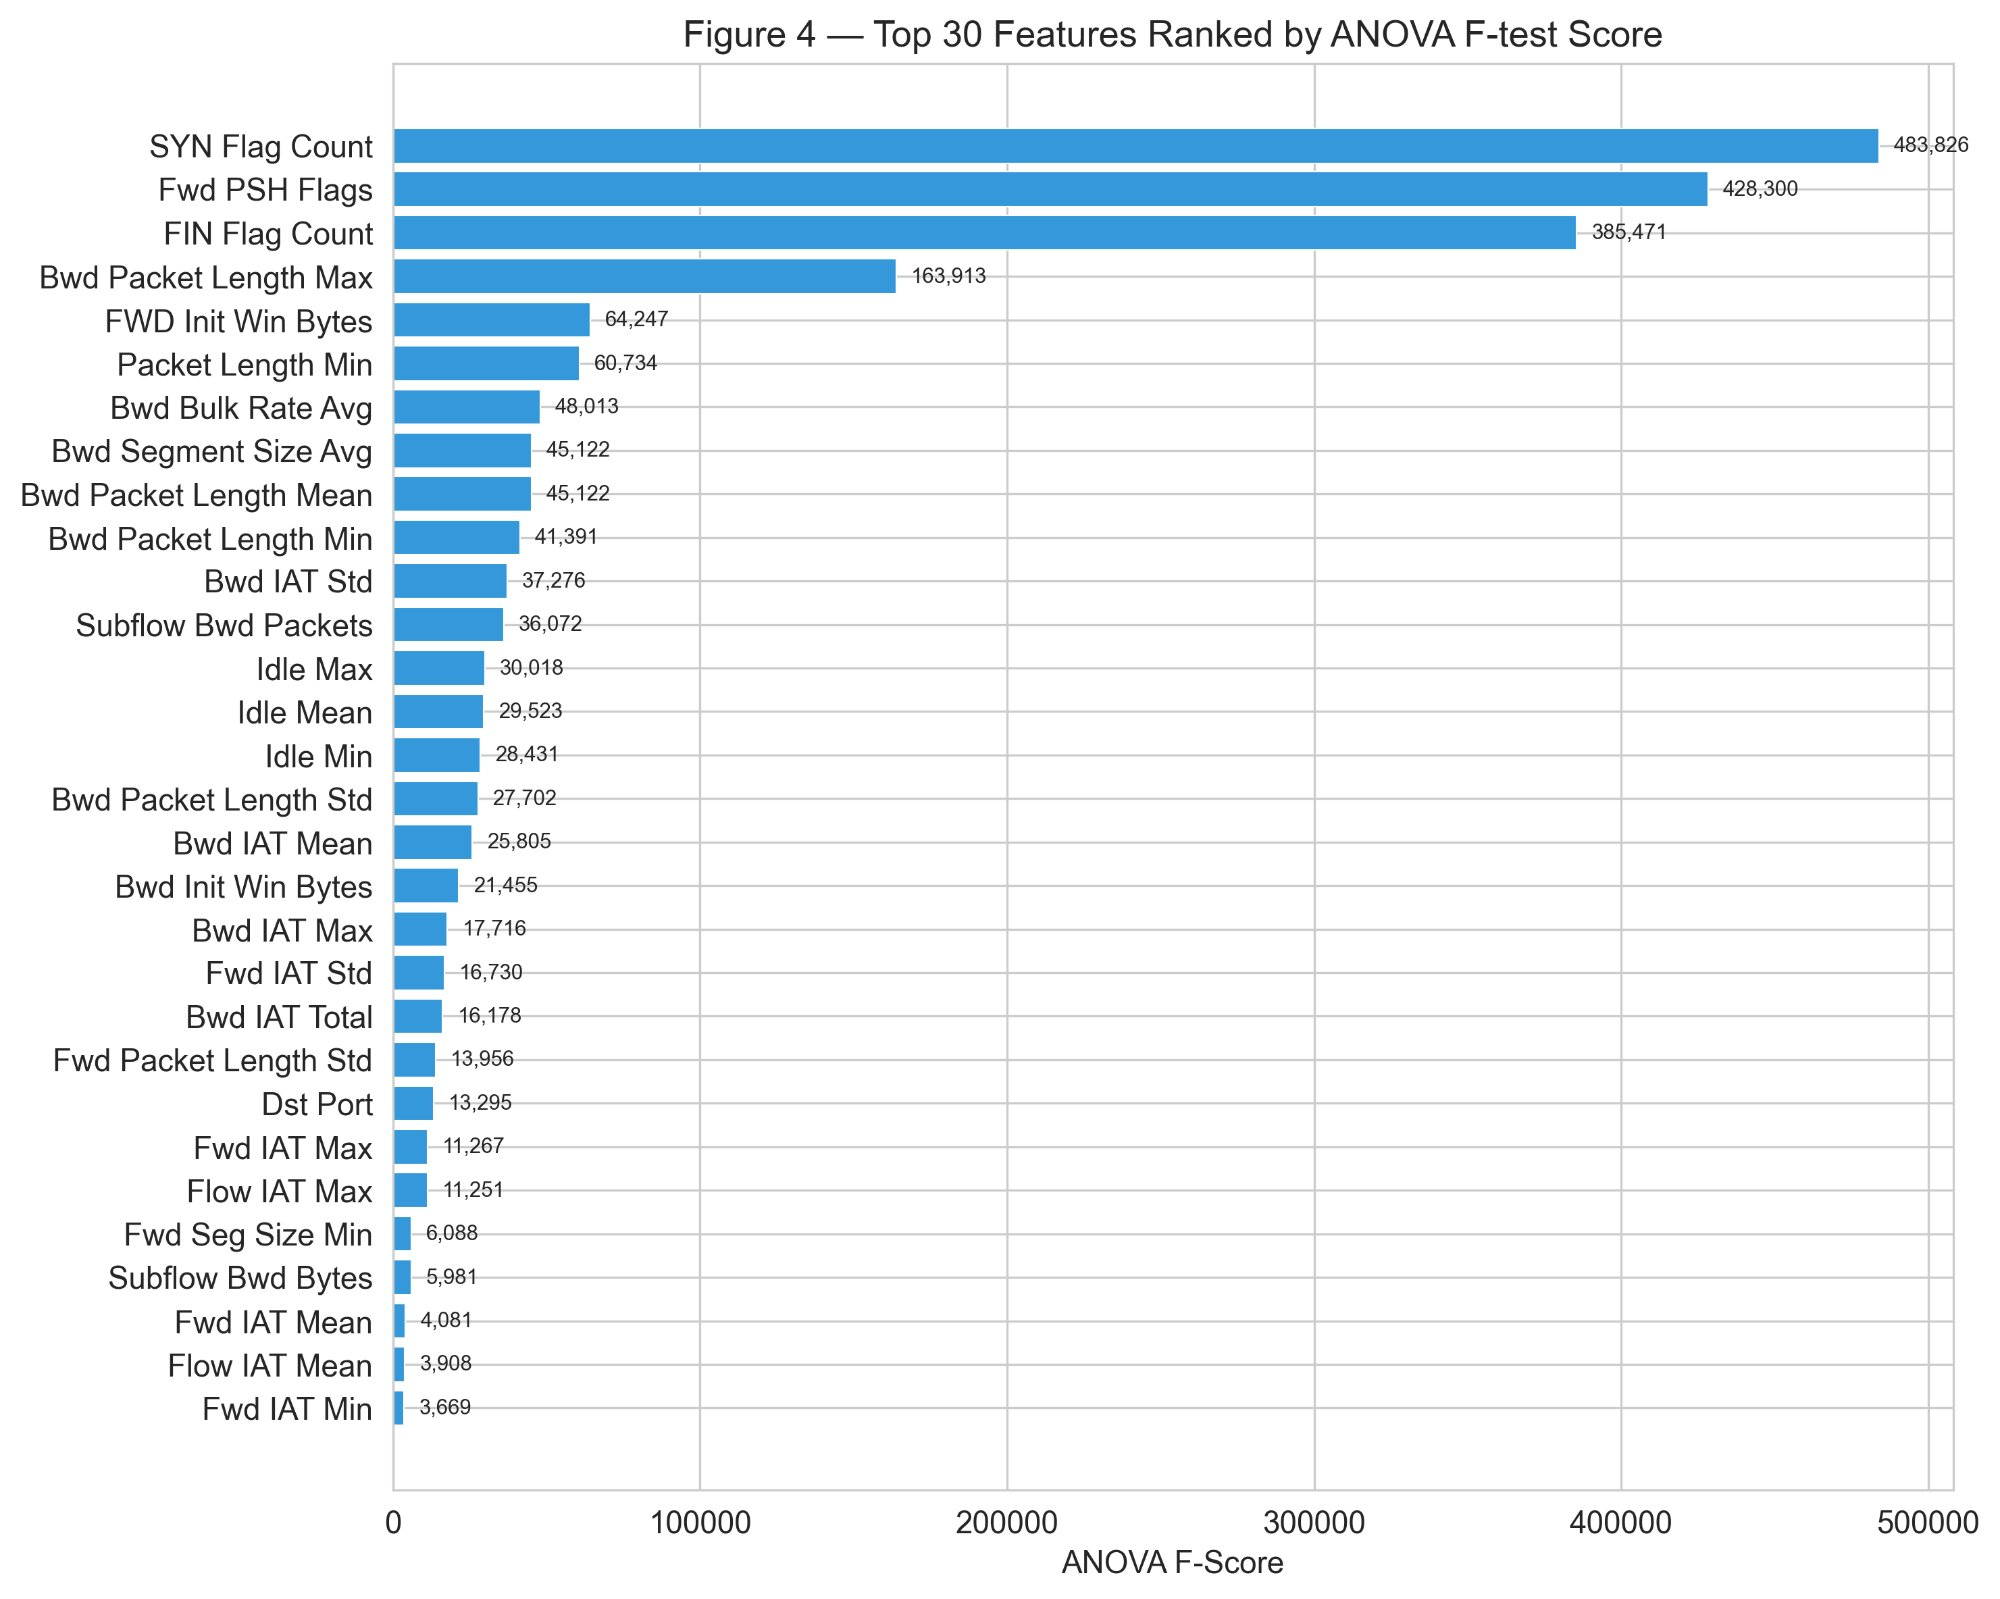 Figure 4 — Top 30 Features Ranked by ANOVA F-test Score
SYN Flag Count 483,826
Fwd PSH Flags 428,300
FIN Flag Count 385,471
Bwd Packet Length Max 163,913
FWD Init Win Bytes 64,247
Packet Length Min 60,734
Bwd Bulk Rate Avg 48,013
Bwd Segment Size Avg 45,122
Bwd Packet Length Mean 45,122
Bwd Packet Length Min 41,391
Bwd IAT Std 37,276
Subflow Bwd Packets 36,072
Idle Max 30,018
Idle Mean 29,523
Idle Min 28,431
Bwd Packet Length Std 27,702
Bwd IAT Mean 25,805
Bwd Init Win Bytes 21,455
Bwd IAT Max 17,716
Fwd IAT Std 16,730
Bwd IAT Total 16,178
Fwd Packet Length Std 13,956
Dst Port 13,295
Fwd IAT Max 11,267
Flow IAT Max 11,251
Fwd Seg Size Min 6,088
Subflow Bwd Bytes 5,981
Fwd IAT Mean 4,081
Flow IAT Mean 3,908
Fwd IAT Min 3,669
0 100000 200000 300000 400000 500000
ANOVA F-Score